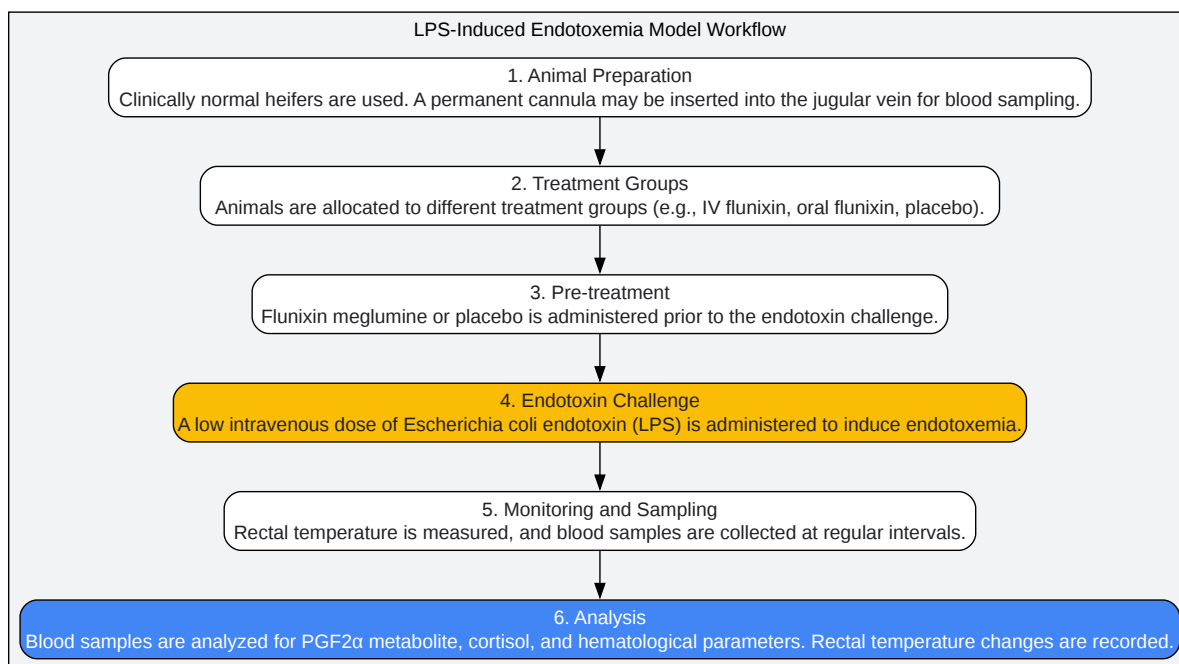 LPS-Induced Endotoxemia Model Workflow
1. Animal Preparation
Clinically normal heifers are used. A permanent cannula may be inserted into the jugular vein for blood sampling.
2. Treatment Groups
Animals are allocated to different treatment groups (e.g., IV flunixin, oral flunixin, placebo).
3. Pre-treatment
Flunixin meglumine or placebo is administered prior to the endotoxin challenge.
4. Endotoxin Challenge
A low intravenous dose of Escherichia coli endotoxin (LPS) is administered to induce endotoxemia.
5. Monitoring and Sampling
Rectal temperature is measured, and blood samples are collected at regular intervals.
6. Analysis
Blood samples are analyzed for PGF2α metabolite, cortisol, and hematological parameters. Rectal temperature changes are recorded.